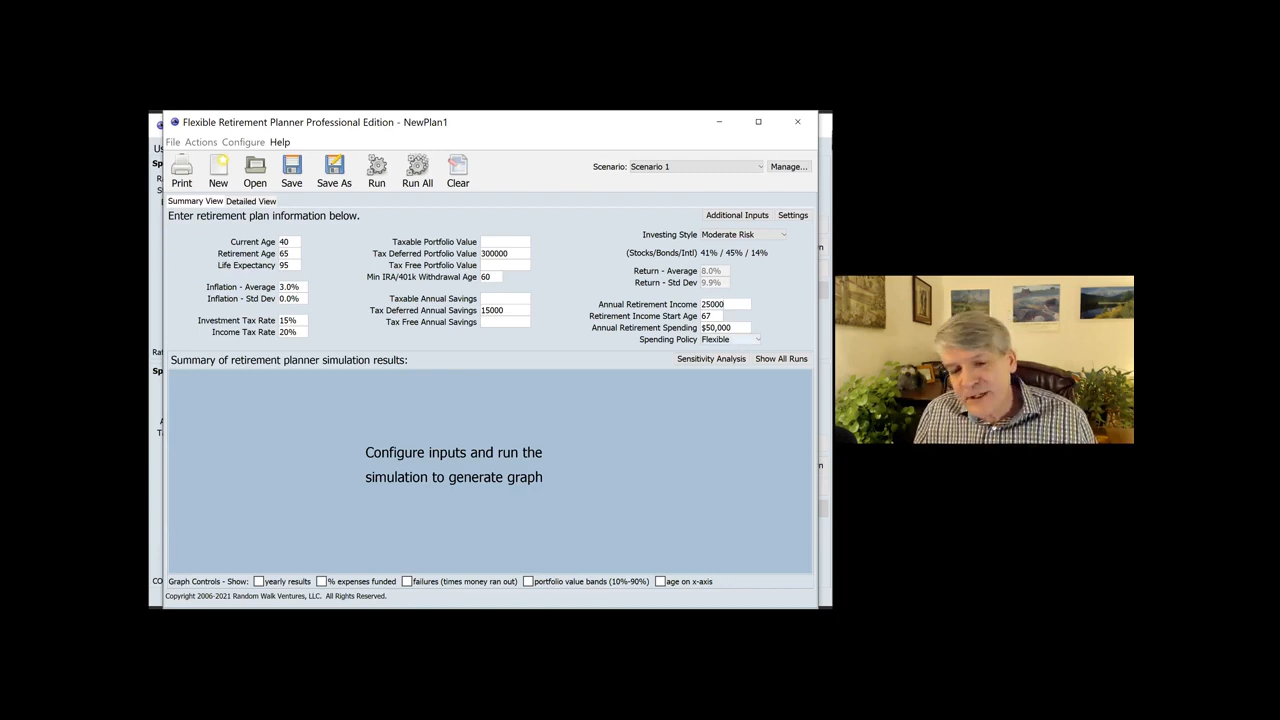 Flexible Retirement Planner Professional Edition - NewPlan1
File Actions Configure Help
Print New Open Save Save As Run Run All Clear
Scenario: Scenario 1 Manage...
Summary View Detailed View
Enter retirement plan information below.
Additional Inputs Settings
Current Age 40
Retirement Age 65
Life Expectancy 95
Inflation - Average 3.0%
Inflation - Std Dev 0.0%
Investment Tax Rate 15%
Income Tax Rate 20%
Taxable Portfolio Value
Tax Deferred Portfolio Value 300000
Tax Free Portfolio Value
Min IRA/401k Withdrawal Age 60
Taxable Annual Savings
Tax Deferred Annual Savings 15000
Tax Free Annual Savings
Investing Style Moderate Risk
(Stocks/Bonds/Intl) 41% / 45% / 14%
Return - Average 8.0%
Return - Std Dev 9.9%
Annual Retirement Income 25000
Retirement Income Start Age 67
Annual Retirement Spending $50,000
Spending Policy Flexible
Summary of retirement planner simulation results:
Sensitivity Analysis Show All Runs
Configure inputs and run the
simulation to generate graph
Graph Controls - Show: yearly results % expenses funded failures (times money ran out) portfolio value bands (10%-90%) age on x-axis
Copyright 2006-2021 Random Walk Ventures, LLC. All Rights Reserved.